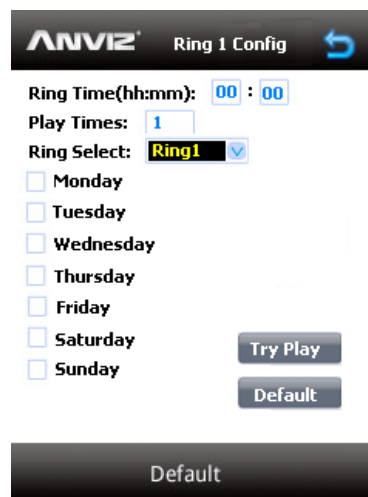 ANVIZ Ring 1 Config
Ring Time(hh:mm): 00 : 00
Play Times: 1
Ring Select: Ring1
Monday
Tuesday
Wednesday
Thursday
Friday
Saturday
Try Play
Sunday
Default
Default